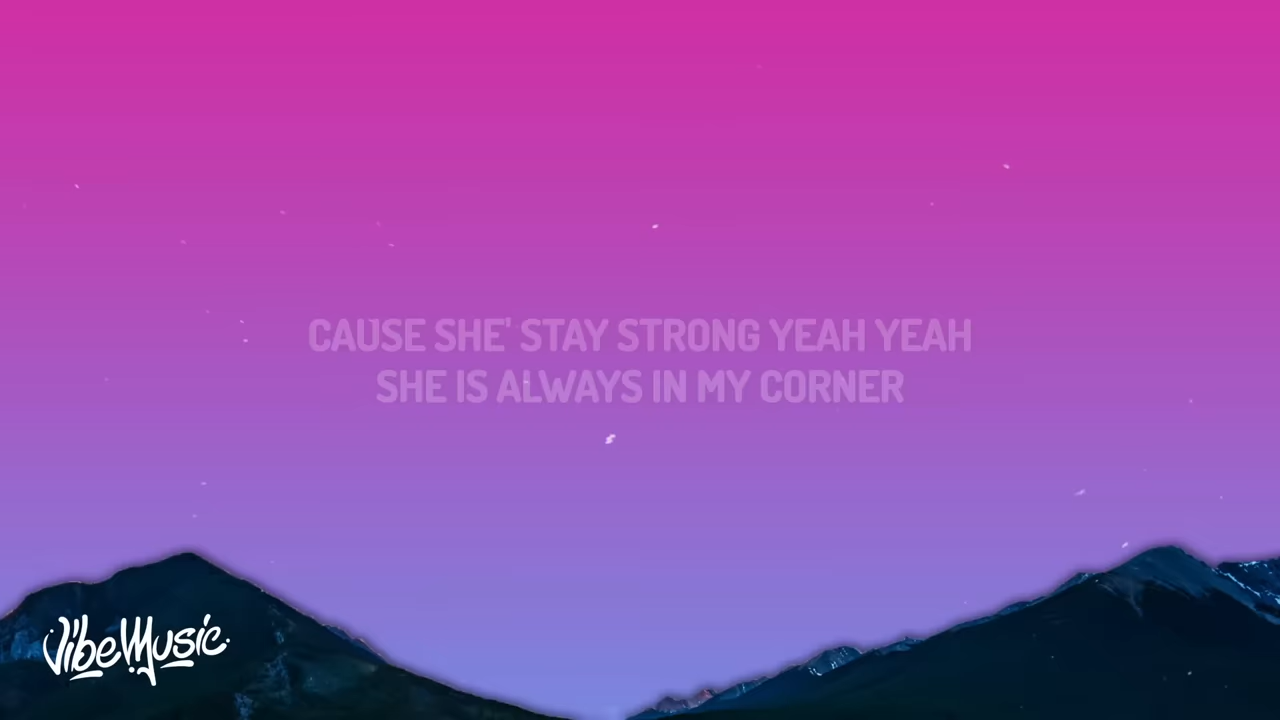 CAUSE SHE' STAY STRONG YEAH YEAH
SHE IS ALWAYS IN MY CORNER
VibeMusic